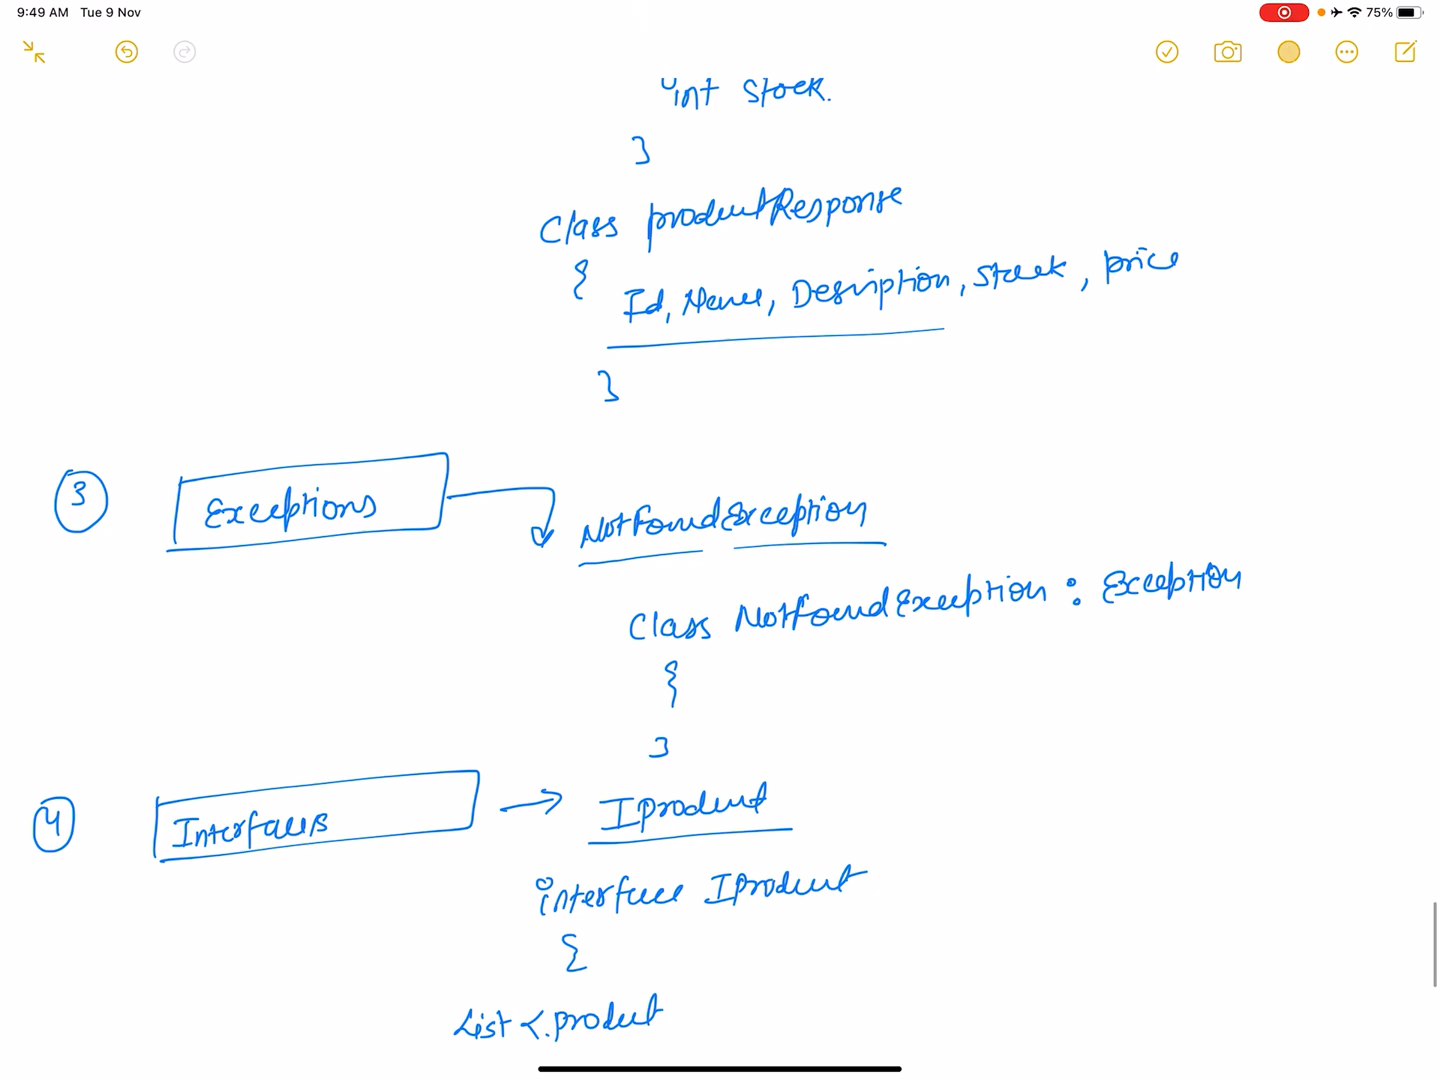 9:49 AM Tue 9 Nov
75%
int Stock.
}
Class productResponse
{
Id, Name, Description, Stock, price
}
3
Exceptions
NotFoundException
Class NotFoundException : Exception
{
}
4
Interfaces
Iproduct
interface Iproduct
{
List <.product